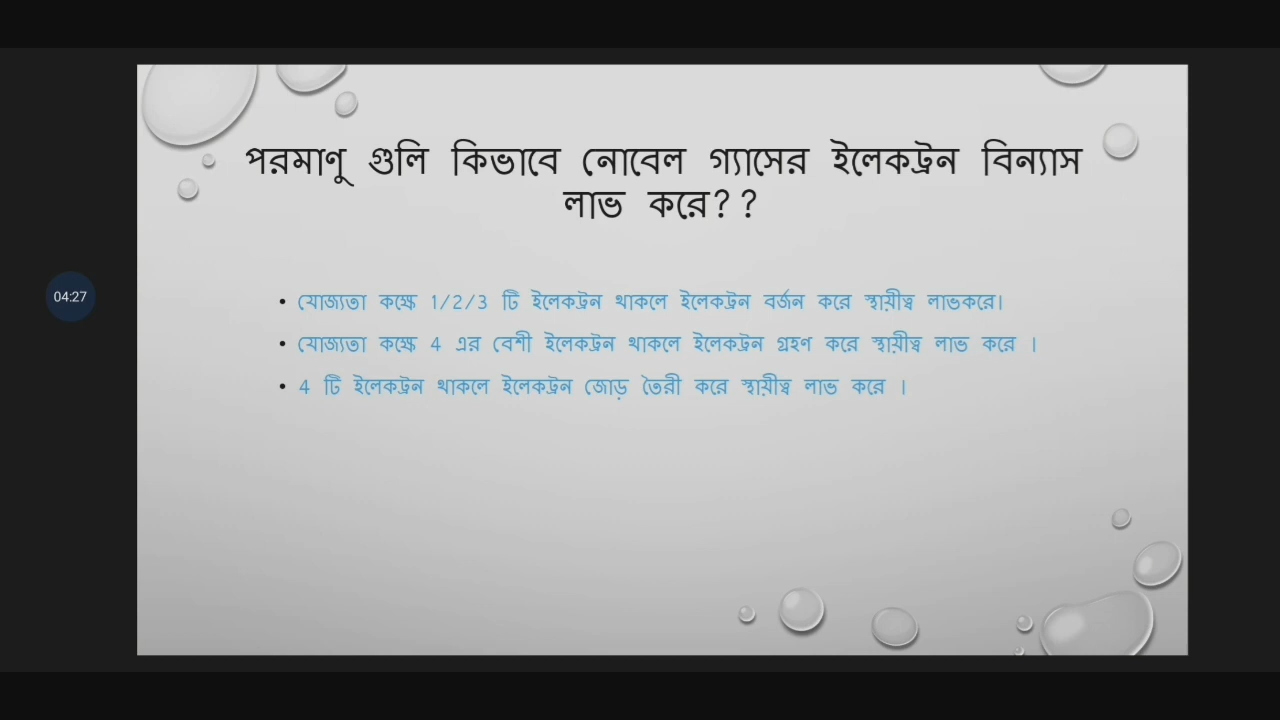 পরমাণু গুলি কিভাবে নোবেল গ্যাসের ইলেকট্রন বিন্যাস
লাভ করে??
04:27
• যোজ্যতা কক্ষে 1/2/3 টি ইলেকট্রন থাকলে ইলেকট্রন বর্জন করে স্থায়ীত্ব লাভকরে।
• যোজ্যতা কক্ষে 4 এর বেশী ইলেকট্রন থাকলে ইলেকট্রন গ্রহণ করে স্থায়ীত্ব লাভ করে ।
• 4 টি ইলেকট্রন থাকলে ইলেকট্রন জোড় তৈরী করে স্থায়ীত্ব লাভ করে ।